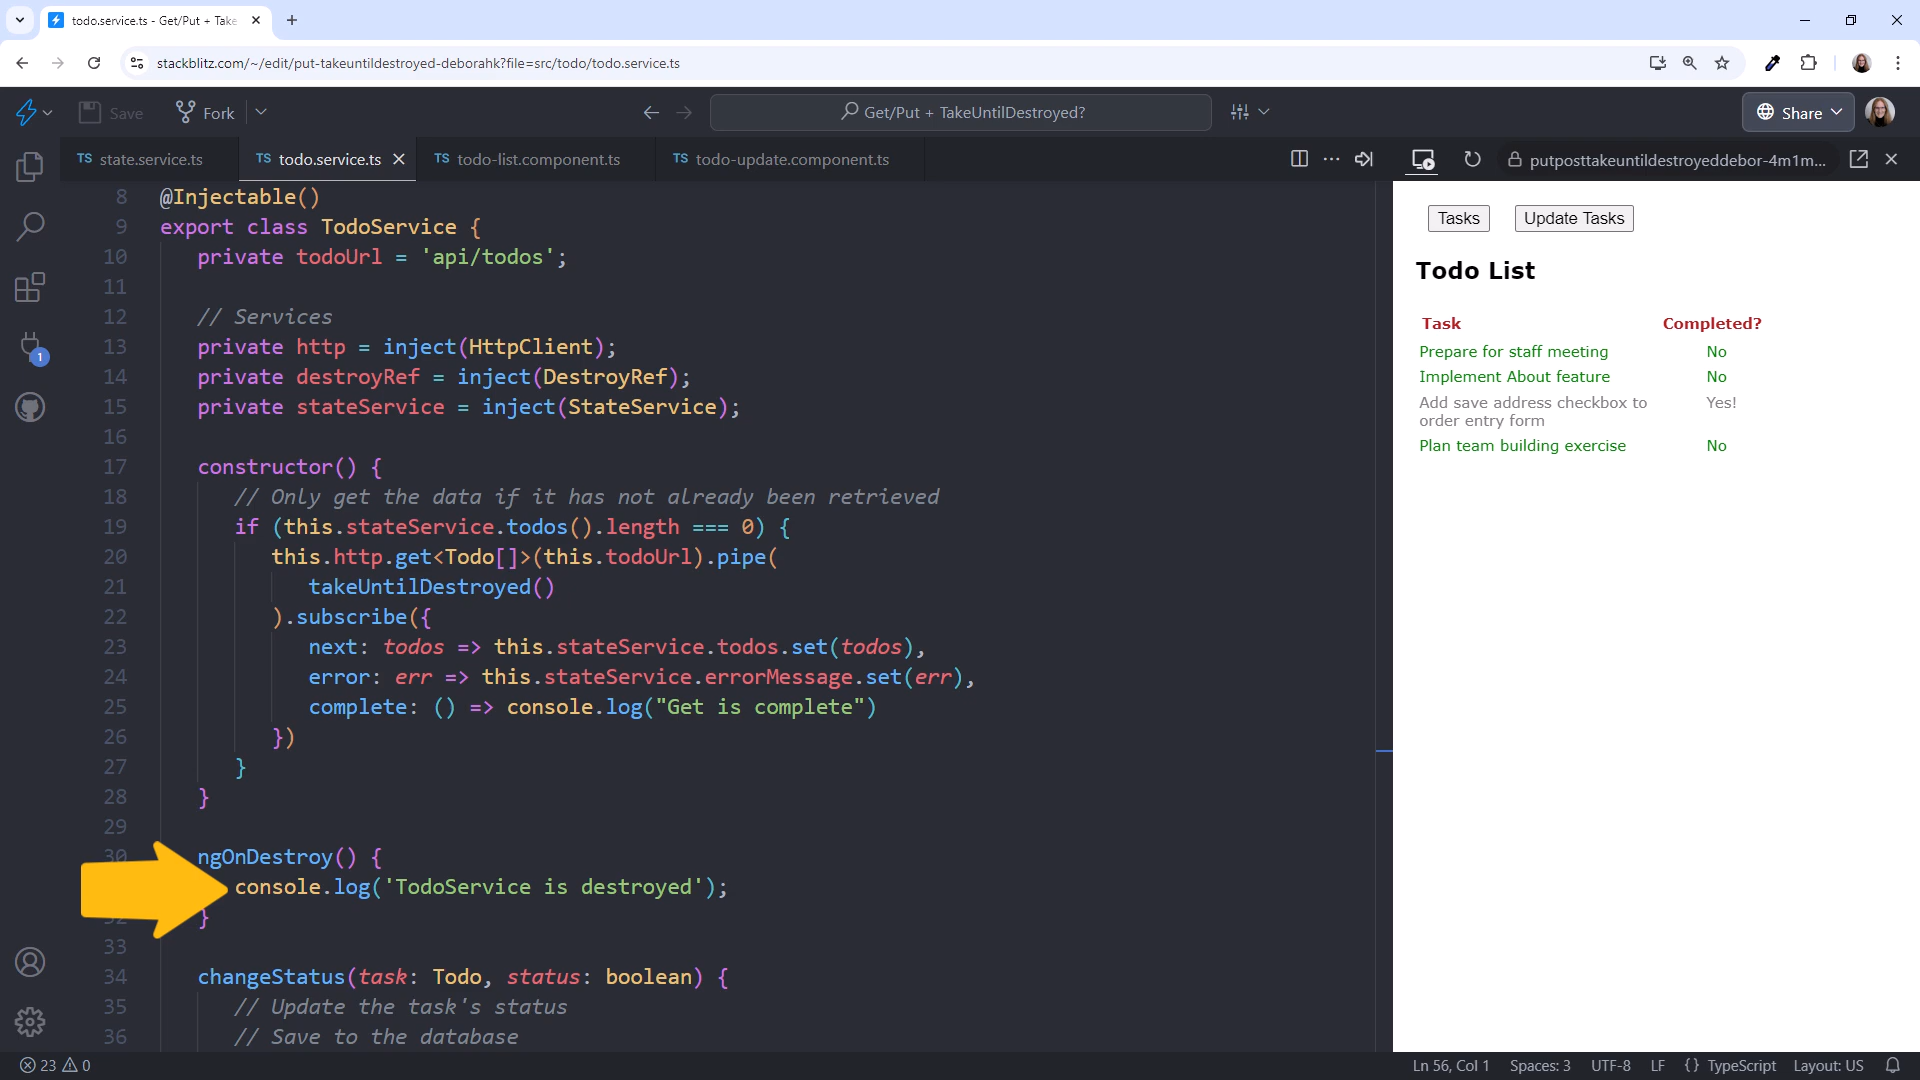 todo.service.ts - Get/Put + Take
stackblitz.com/~/edit/put-takeuntildestroyed-deborahk?file=src/todo/todo.service.ts
Save
Fork
Get/Put + TakeUntilDestroyed?
Share
TS state.service.ts
TS todo.service.ts
TS todo-list.component.ts
TS todo-update.component.ts
putposttakeuntildestroyeddebor-4m1m...
1
8 @Injectable()
9 export class TodoService {
10 private todoUrl = 'api/todos';
11
12 // Services
13 private http = inject(HttpClient);
14 private destroyRef = inject(DestroyRef);
15 private stateService = inject(StateService);
16
17 constructor() {
18 // Only get the data if it has not already been retrieved
19 if (this.stateService.todos().length === 0) {
20 this.http.get<Todo[]>(this.todoUrl).pipe(
21 takeUntilDestroyed()
22 ).subscribe({
23 next: todos => this.stateService.todos.set(todos),
24 error: err => this.stateService.errorMessage.set(err),
25 complete: () => console.log("Get is complete")
26 })
27 }
28 }
29
30 ngOnDestroy() {
console.log('TodoService is destroyed');
32 }
33
34 changeStatus(task: Todo, status: boolean) {
35 // Update the task's status
36 // Save to the database
Tasks Update Tasks
Todo List
Task Completed?
Prepare for staff meeting No
Implement About feature No
Add save address checkbox to Yes!
order entry form
Plan team building exercise No
23 0
Ln 56, Col 1 Spaces: 3 UTF-8 LF {} TypeScript Layout: US